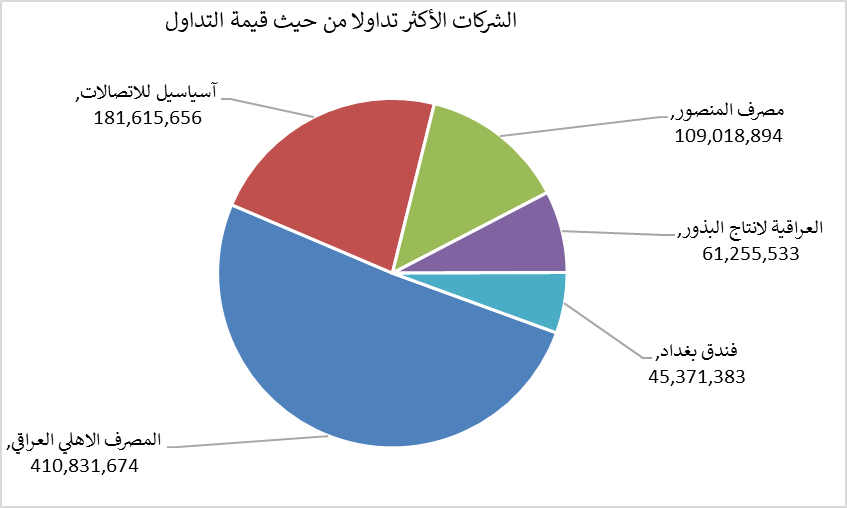 الشركات الأكثر تداولا من حيث قيمة التداول
آسياسيل للاتصالات,
181,615,656
مصرف المنصور,
109,018,894
العراقية لانتاج البذور,
61,255,533
فندق بغداد,
45,371,383
المصرف الاهلي العراقي,
410,831,674